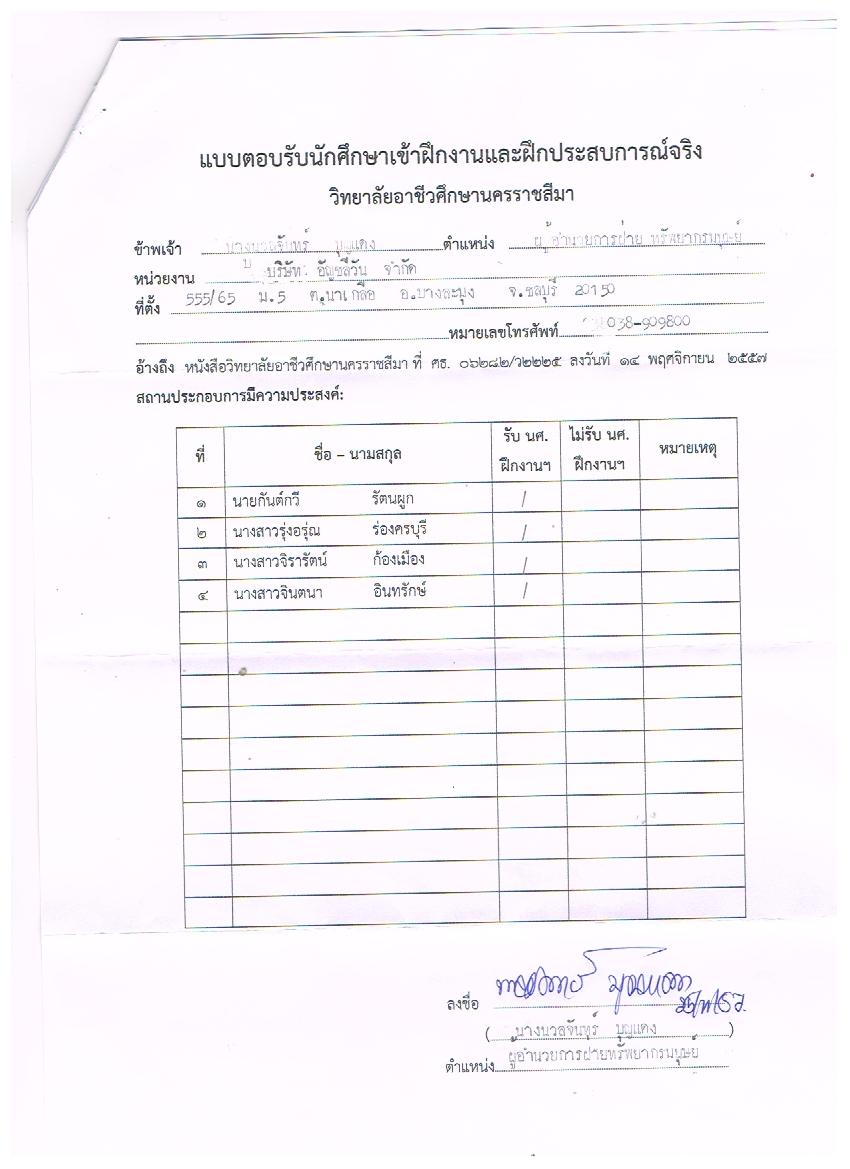 แบบตอบรับนักศึกษาเข้าฝึกงานและฝึกประสบการณ์จริง
วิทยาลัยอาชีวศึกษานครราชสีมา
ข้าพเจ้า นางนวลจันทร์ บุญแดง ตำแหน่ง ผู้อำนวยการฝ่าย ทรัพยากรมนุษย์
หน่วยงาน บริษัท อัญชลีวัน จำกัด
ที่ตั้ง 555/65 ม.5 ต.นาเกลือ อ.บางละมุง จ.ชลบุรี 20150
หมายเลขโทรศัพท์ 038-909800
อ้างถึง หนังสือวิทยาลัยอาชีวศึกษานครราชสีมา ที่ ศธ. ๐๖๒๘๒/ว๒๒๒๕ ลงวันที่ ๑๔ พฤศจิกายน ๒๕๕๗
สถานประกอบการมีความประสงค์:
ที่ ชื่อ – นามสกุล รับ นศ. ฝึกงานฯ ไม่รับ นศ. ฝึกงานฯ หมายเหตุ
๑ นายกันต์กวี รัตนผูก /
๒ นางสาวรุ่งอรุ่ณ ร่องครบุรี /
๓ นางสาวจิรารัตน์ ก้องเมือง /
๔ นางสาวจินตนา อินทรักษ์ /
ลงชื่อ
( นางนวลจันทร์ บุญแดง )
ตำแหน่ง ผู้อำนวยการฝ่ายทรัพยากรมนุษย์